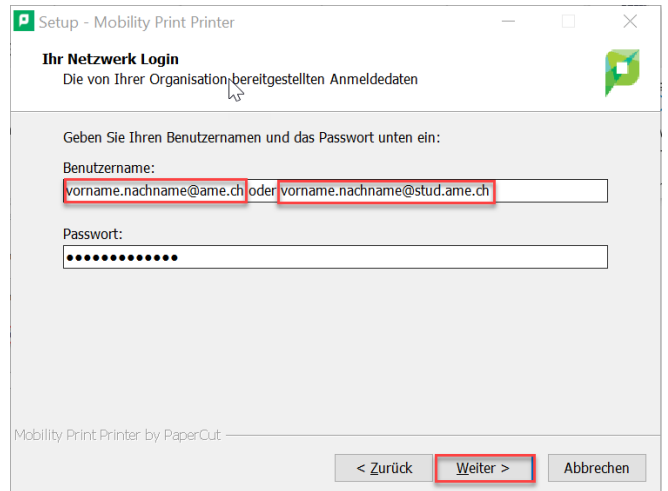 Setup - Mobility Print Printer
Ihr Netzwerk Login
Die von Ihrer Organisation bereitgestellten Anmeldedaten
Geben Sie Ihren Benutzernamen und das Passwort unten ein:
Benutzername:
vorname.nachname@ame.ch oder vorname.nachname@stud.ame.ch
Passwort:
●●●●●●●●●●●●●
Mobility Print Printer by PaperCut
< Zurück Weiter > Abbrechen